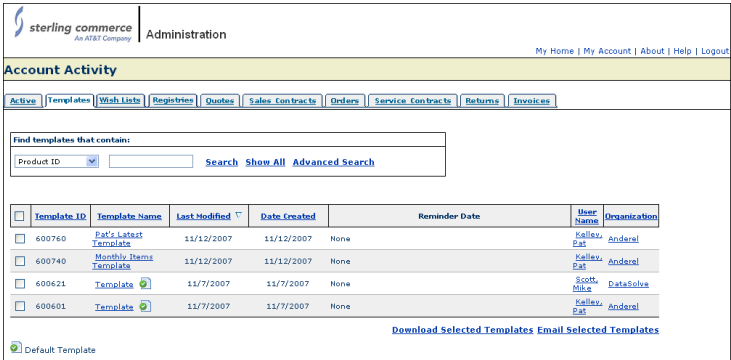 sterling commerce
An AT&T Company
Administration
My Home | My Account | About | Help | Logout
Account Activity
Active Templates Wish Lists Registries Quotes Sales Contracts Orders Service Contracts Returns Invoices
Find templates that contain:
Product ID Search Show All Advanced Search
Template ID Template Name Last Modified Date Created Reminder Date User Name Organization
600760 Pat's Latest Template 11/12/2007 11/12/2007 None Kelley, Pat Anderel
600740 Monthly Items Template 11/12/2007 11/12/2007 None Kelley, Pat Anderel
600621 Template 11/7/2007 11/7/2007 None Scott, Mike DataSolve
600601 Template 11/7/2007 11/7/2007 None Kelley, Pat Anderel
Download Selected Templates Email Selected Templates
Default Template